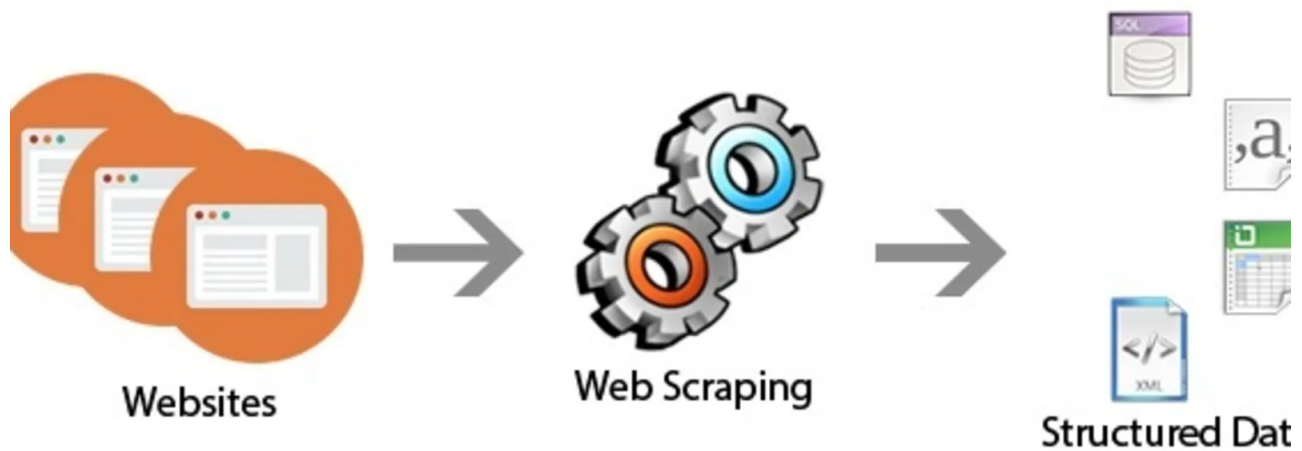 SQL
,a,
</>
XML
Websites
Web Scraping
Structured Dat